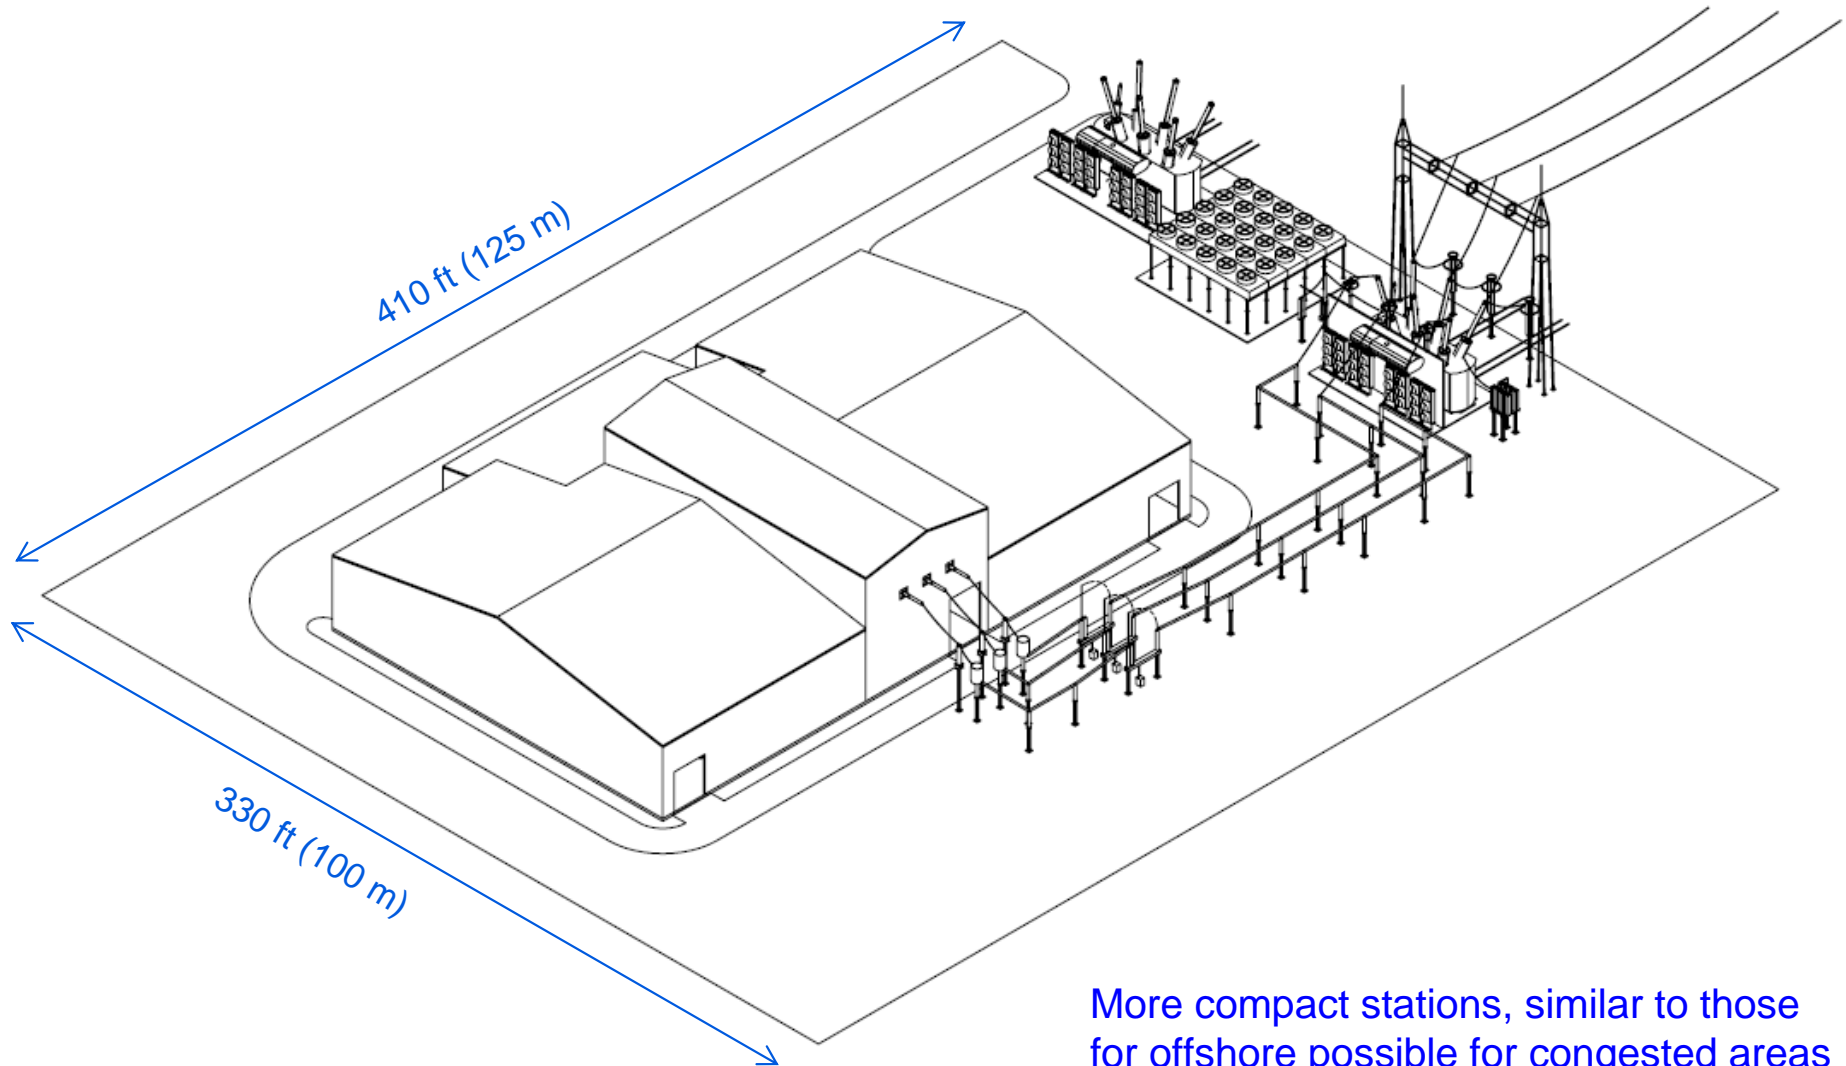 410 ft (125 m)
330 ft (100 m)
More compact stations, similar to those
for offshore possible for congested areas